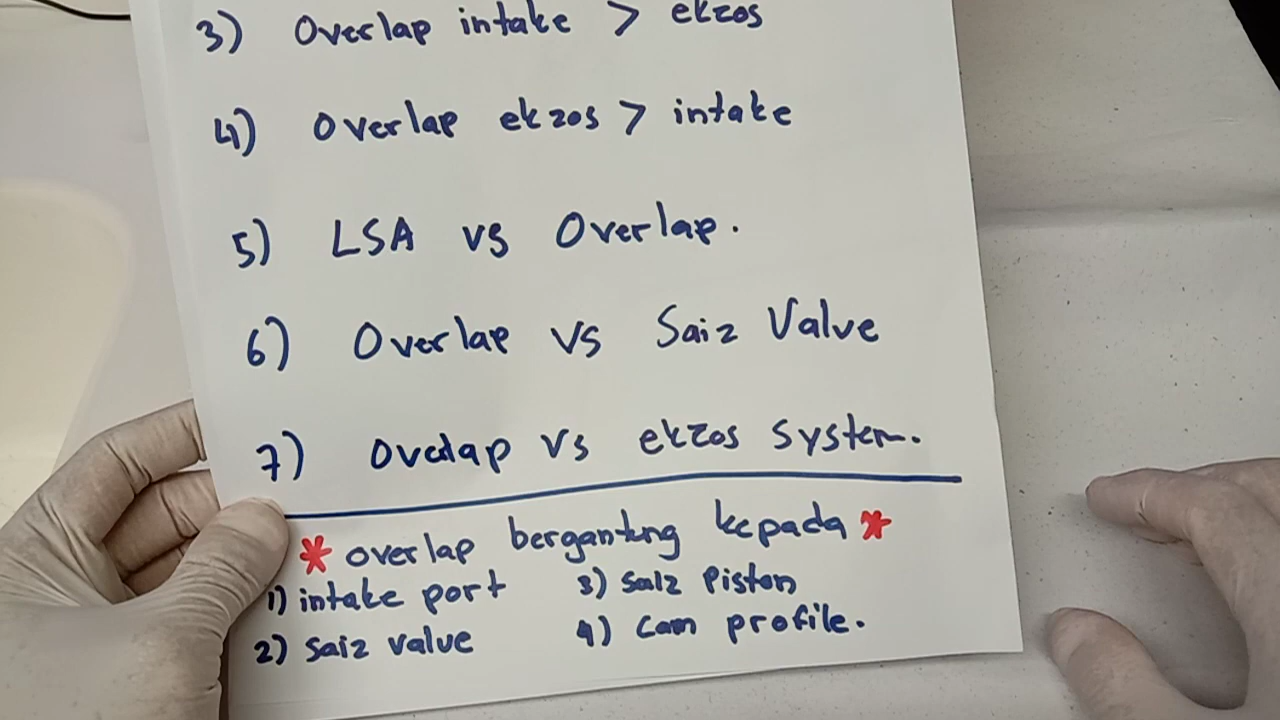 3) Overlap intake > ekzos
4) Overlap ekzos > intake
5) LSA vs Overlap.
6) Overlap vs Saiz Valve
7) Overlap vs ekzos system.
* overlap bergantung kepada *
1) intake port 3) saiz piston
2) saiz valve 4) cam profile.